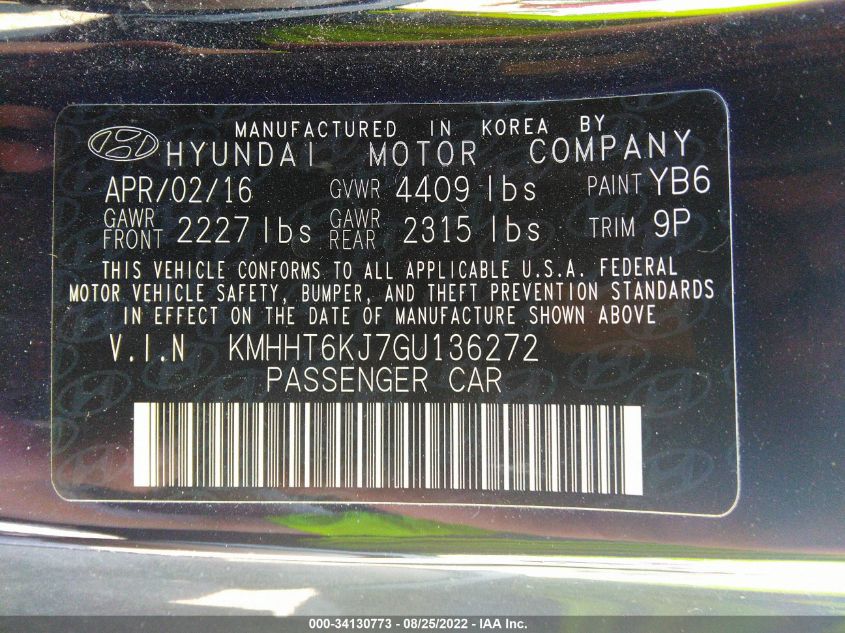 MANUFACTURED IN KOREA BY
HYUNDAI MOTOR COMPANY
APR/02/16 GVWR 4409 lbs PAINT YB6
GAWR FRONT 2227 lbs GAWR REAR 2315 lbs TRIM 9P
THIS VEHICLE CONFORMS TO ALL APPLICABLE U.S.A. FEDERAL
MOTOR VEHICLE SAFETY, BUMPER, AND THEFT PREVENTION STANDARDS
IN EFFECT ON THE DATE OF MANUFACTURE SHOWN ABOVE
V.I.N KMHHT6KJ7GU136272
PASSENGER CAR
000-34130773 - 08/25/2022 - IAA Inc.